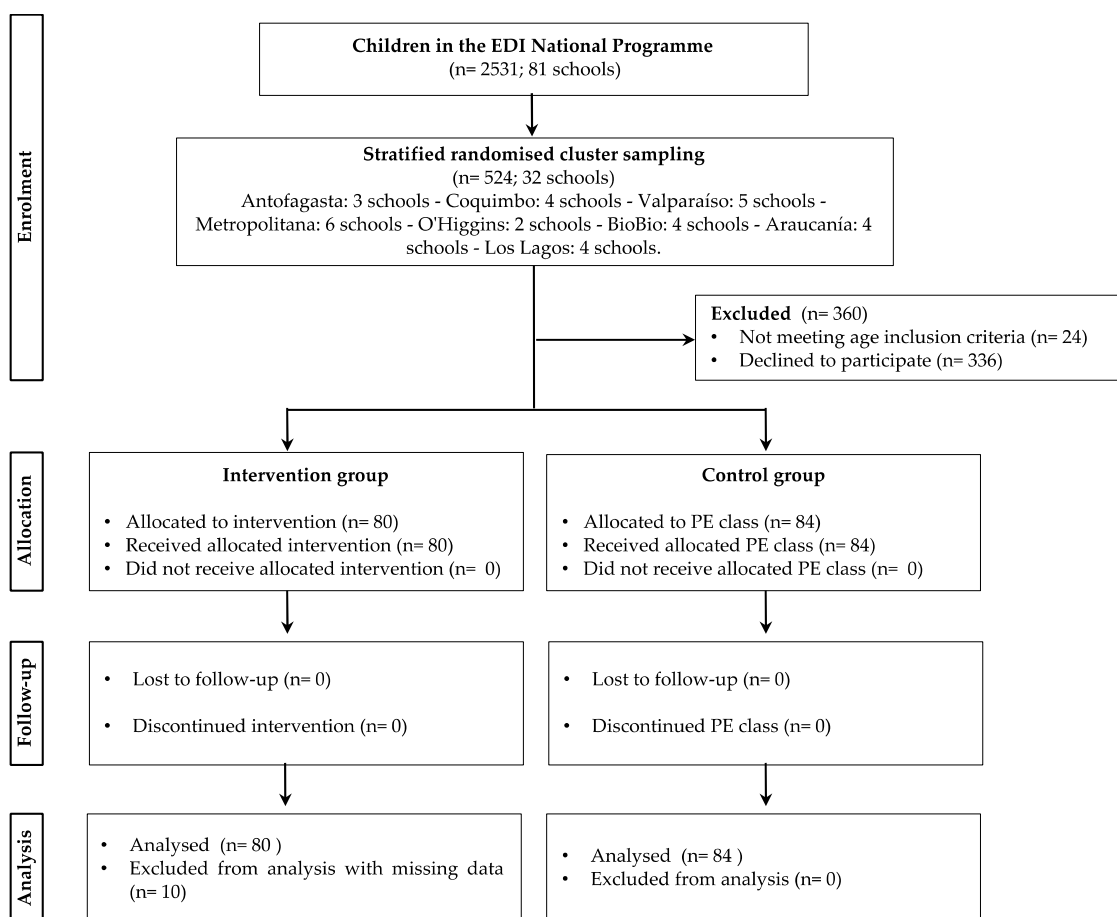 Enrolment
Children in the EDI National Programme
(n= 2531; 81 schools)
Stratified randomised cluster sampling
(n= 524; 32 schools)
Antofagasta: 3 schools - Coquimbo: 4 schools - Valparaíso: 5 schools -
Metropolitana: 6 schools - O'Higgins: 2 schools - BioBio: 4 schools - Araucanía: 4
schools - Los Lagos: 4 schools.
Excluded (n= 360)
• Not meeting age inclusion criteria (n= 24)
• Declined to participate (n= 336)
Allocation
Intervention group
• Allocated to intervention (n= 80)
• Received allocated intervention (n= 80)
• Did not receive allocated intervention (n= 0)
Control group
• Allocated to PE class (n= 84)
• Received allocated PE class (n= 84)
• Did not receive allocated PE class (n= 0)
Follow-up
• Lost to follow-up (n= 0)
• Discontinued intervention (n= 0)
• Lost to follow-up (n= 0)
• Discontinued PE class (n= 0)
Analysis
• Analysed (n= 80 )
• Excluded from analysis with missing data
(n= 10)
• Analysed (n= 84 )
• Excluded from analysis (n= 0)